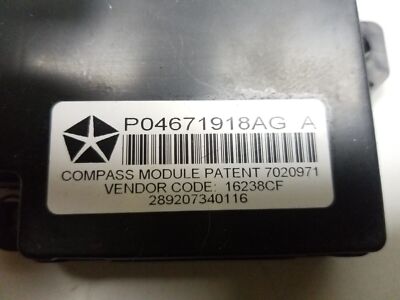 P04671918AG A
COMPASS MODULE PATENT 7020971
VENDOR CODE: 16238CF
289207340116